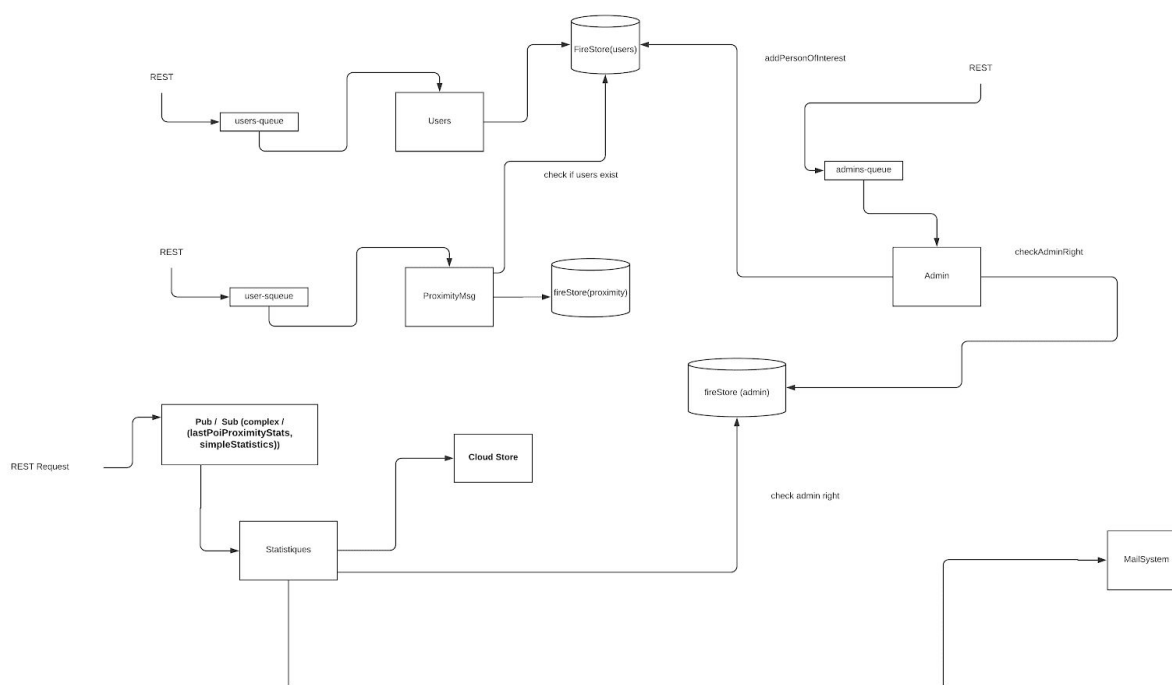 FireStore(users)
addPersonOfInterest
REST
REST
users-queue
Users
check if users exist
admins-queue
REST
checkAdminRight
Admin
user-squeue
ProximityMsg
fireStore(proximity)
fireStore (admin)
Pub / Sub (complex /
(lastPoiProximityStats,
simpleStatistics))
REST Request
Cloud Store
check admin right
Statistiques
MailSystem